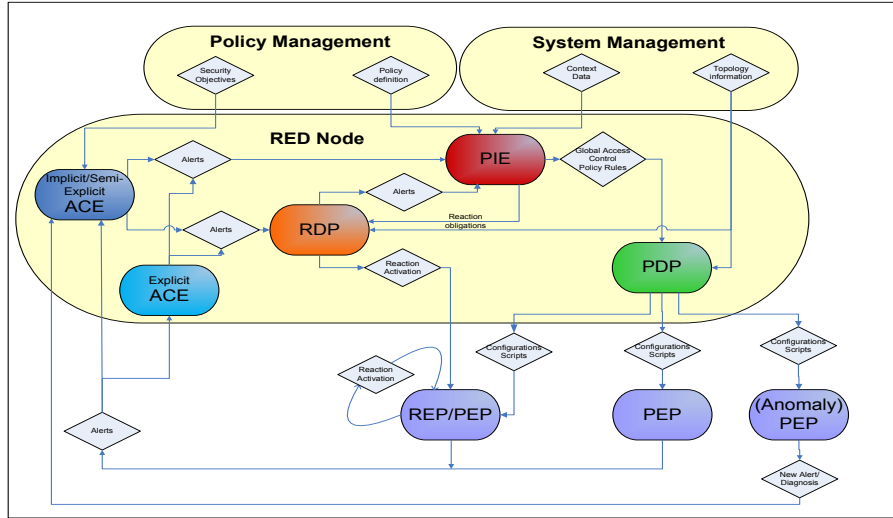 Policy Management
System Management
Security
Objectives
Policy
definition
Context
Data
Topology
information
RED Node
Implicit/Semi-
Explicit
ACE
Alerts
PIE
Global Access
Control
Policy Rules
Alerts
Alerts
RDP
Reaction
obligations
Explicit
ACE
Reaction
Activation
PDP
Configurations
Scripts
Configurations
Scripts
Configurations
Scripts
Reaction
Activation
Alerts
REP/PEP
PEP
(Anomaly)
PEP
New Alert/
Diagnosis